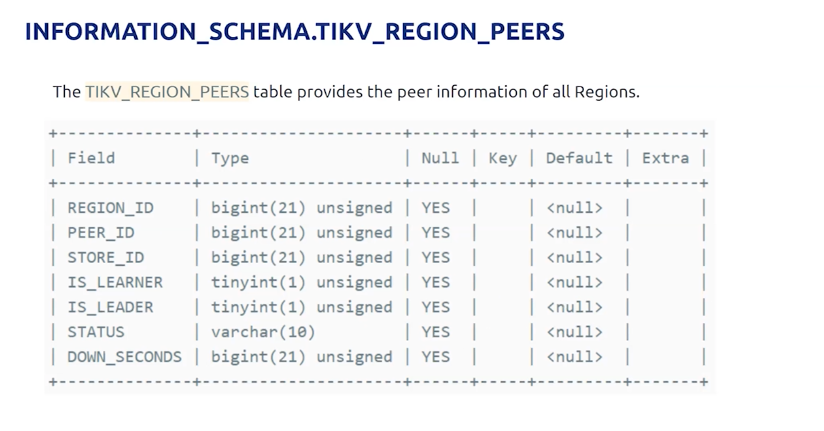 INFORMATION_SCHEMA.TIKV_REGION_PEERS
The TIKV_REGION_PEERS table provides the peer information of all Regions.
+--------------+---------------------+------+-----+---------+-------+
| Field | Type | Null | Key | Default | Extra |
+--------------+---------------------+------+-----+---------+-------+
| REGION_ID | bigint(21) unsigned | YES | | <null> | |
| PEER_ID | bigint(21) unsigned | YES | | <null> | |
| STORE_ID | bigint(21) unsigned | YES | | <null> | |
| IS_LEARNER | tinyint(1) unsigned | YES | | <null> | |
| IS_LEADER | tinyint(1) unsigned | YES | | <null> | |
| STATUS | varchar(10) | YES | | <null> | |
| DOWN_SECONDS | bigint(21) unsigned | YES | | <null> | |
+--------------+---------------------+------+-----+---------+-------+